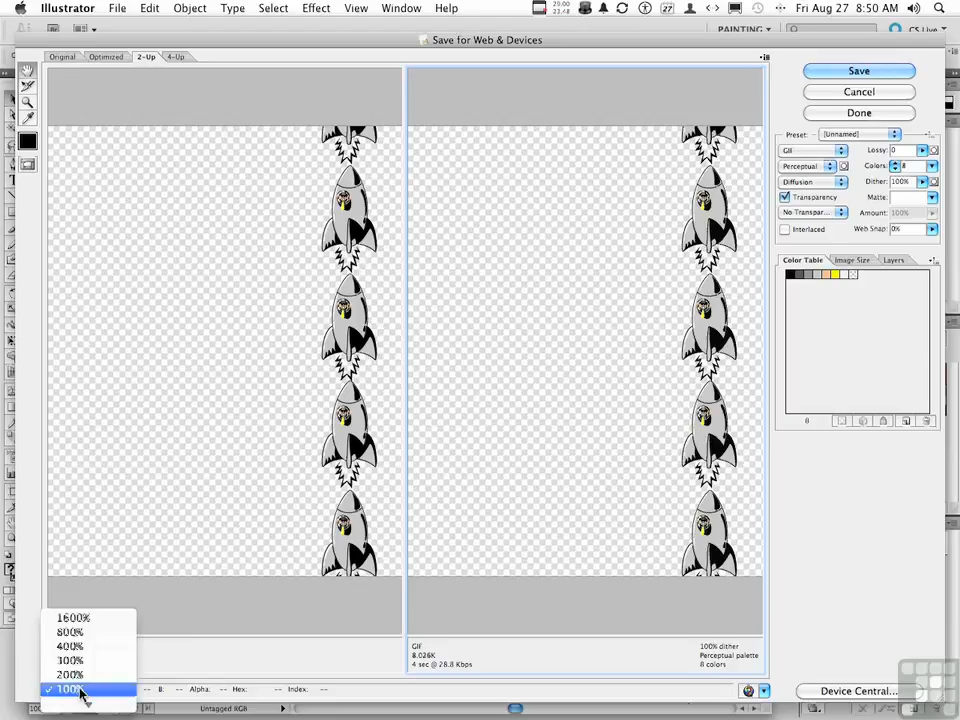 Illustrator File Edit Object Type Select Effect View Window Help Fri Aug 27 8:50 AM
PAINTING CS Live
Save for Web & Devices
Original Optimized 2-Up 4-Up
Save
Cancel
Done
Preset: [Unnamed]
GIF Lossy: 0
Perceptual Colors: 8
Diffusion Dither: 100%
Transparency Matte:
No Transpar... Amount: 100%
Interlaced Web Snap: 0%
Color Table Image Size Layers
8
1600%
800%
400%
200%
100%
GIF 100% dither
8.026K Perceptual palette
4 sec @ 28.8 Kbps 8 colors
-- B: -- Alpha: -- Hex: -- Index: --
Device Central...
Untagged RGB